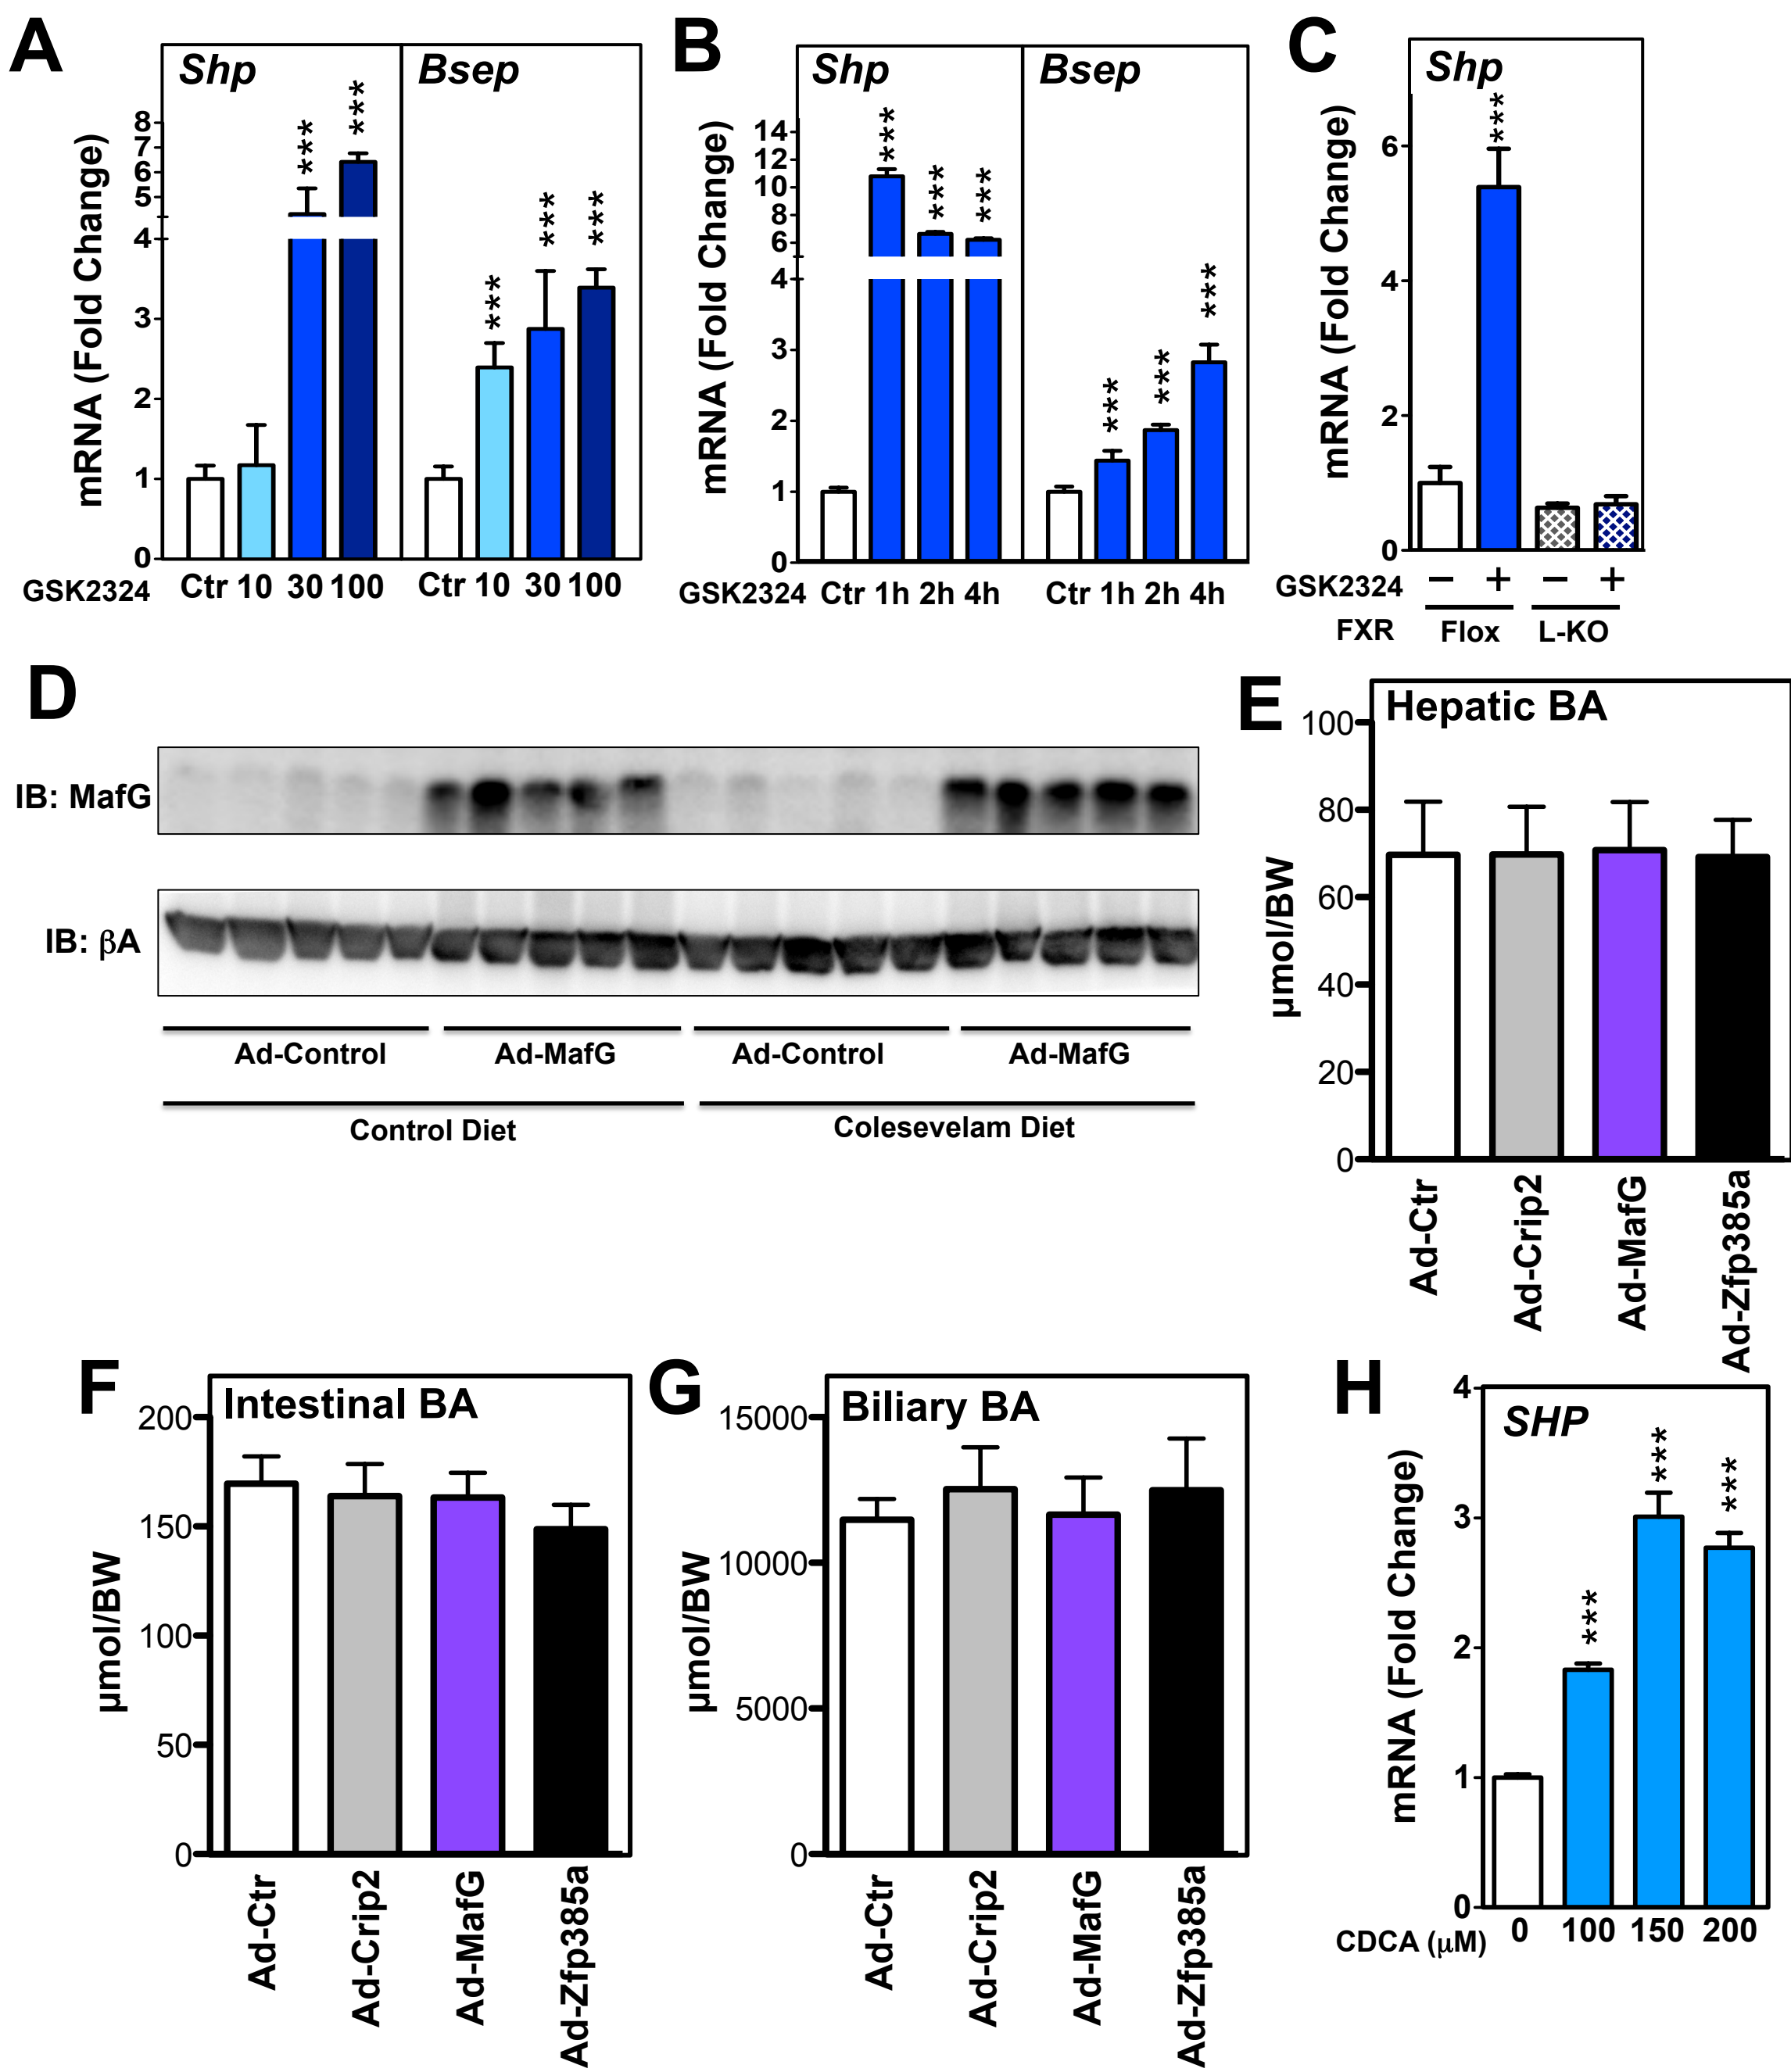 A
Shp
Bsep
mRNA (Fold Change)
8
7
6
5
4
3
2
1
0
***
***
***
***
***
GSK2324
Ctr 10 30 100
Ctr 10 30 100
B
Shp
Bsep
mRNA (Fold Change)
14
12
10
8
6
4
3
2
1
0
***
***
***
***
***
***
GSK2324
Ctr 1h 2h 4h
Ctr 1h 2h 4h
C
Shp
mRNA (Fold Change)
6
4
2
0
***
GSK2324
− + − +
FXR
Flox
L-KO
D
IB: MafG
IB: βA
Ad-Control
Ad-MafG
Ad-Control
Ad-MafG
Control Diet
Colesevelam Diet
E
Hepatic BA
µmol/BW
100
80
60
40
20
0
Ad-Ctr
Ad-Crip2
Ad-MafG
Ad-Zfp385a
F
Intestinal BA
µmol/BW
200
150
100
50
0
Ad-Ctr
Ad-Crip2
Ad-MafG
Ad-Zfp385a
G
Biliary BA
µmol/BW
15000
10000
5000
0
Ad-Ctr
Ad-Crip2
Ad-MafG
Ad-Zfp385a
H
SHP
mRNA (Fold Change)
4
3
2
1
0
***
***
***
CDCA (µM)
0 100 150 200